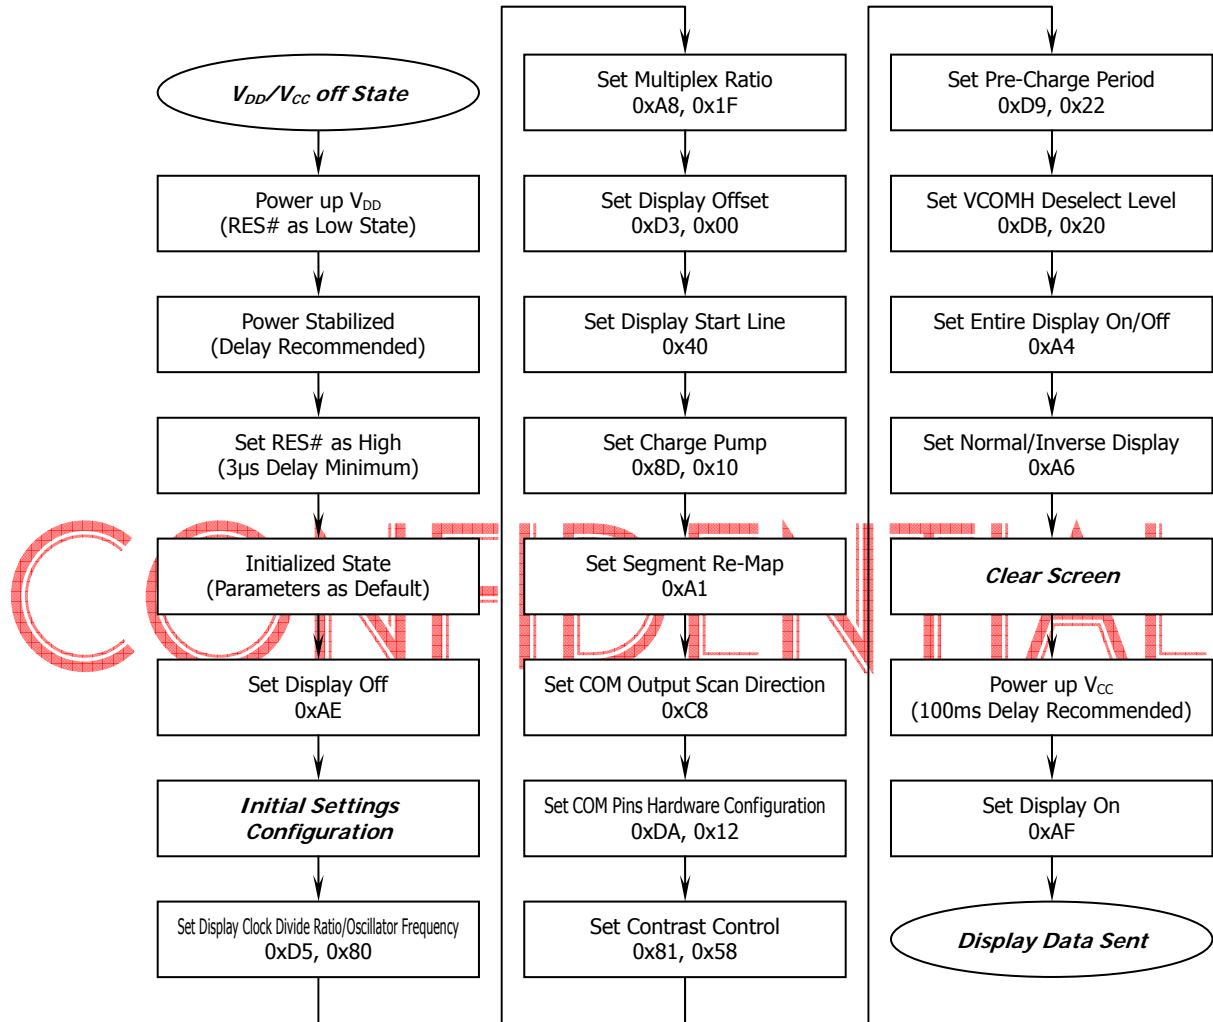 V_DD/V_CC off State
Power up V_DD
(RES# as Low State)
Power Stabilized
(Delay Recommended)
Set RES# as High
(3µs Delay Minimum)
Initialized State
(Parameters as Default)
Set Display Off
0xAE
Initial Settings
Configuration
Set Display Clock Divide Ratio/Oscillator Frequency
0xD5, 0x80
Set Multiplex Ratio
0xA8, 0x1F
Set Display Offset
0xD3, 0x00
Set Display Start Line
0x40
Set Charge Pump
0x8D, 0x10
Set Segment Re-Map
0xA1
Set COM Output Scan Direction
0xC8
Set COM Pins Hardware Configuration
0xDA, 0x12
Set Contrast Control
0x81, 0x58
Set Pre-Charge Period
0xD9, 0x22
Set VCOMH Deselect Level
0xDB, 0x20
Set Entire Display On/Off
0xA4
Set Normal/Inverse Display
0xA6
Clear Screen
Power up V_CC
(100ms Delay Recommended)
Set Display On
0xAF
Display Data Sent
CONFIDENTIAL